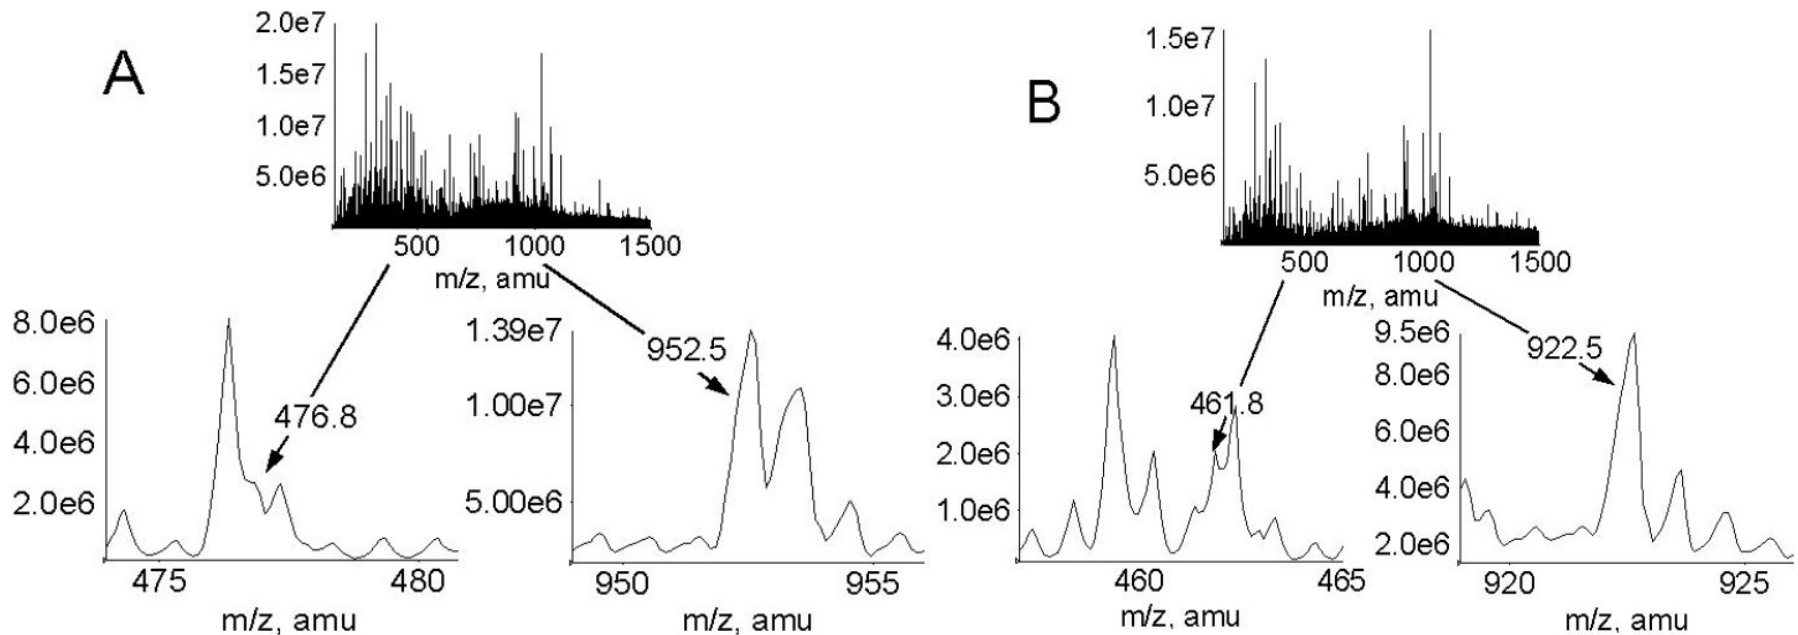 A
2.0e7
1.5e7
1.0e7
5.0e6
500 1000 1500
m/z, amu
8.0e6
6.0e6
4.0e6
2.0e6
476.8
475 480
m/z, amu
1.39e7
1.00e7
5.00e6
952.5
950 955
m/z, amu
B
1.5e7
1.0e7
5.0e6
500 1000 1500
m/z, amu
4.0e6
3.0e6
2.0e6
1.0e6
461.8
460 465
m/z, amu
9.5e6
8.0e6
6.0e6
4.0e6
2.0e6
922.5
920 925
m/z, amu